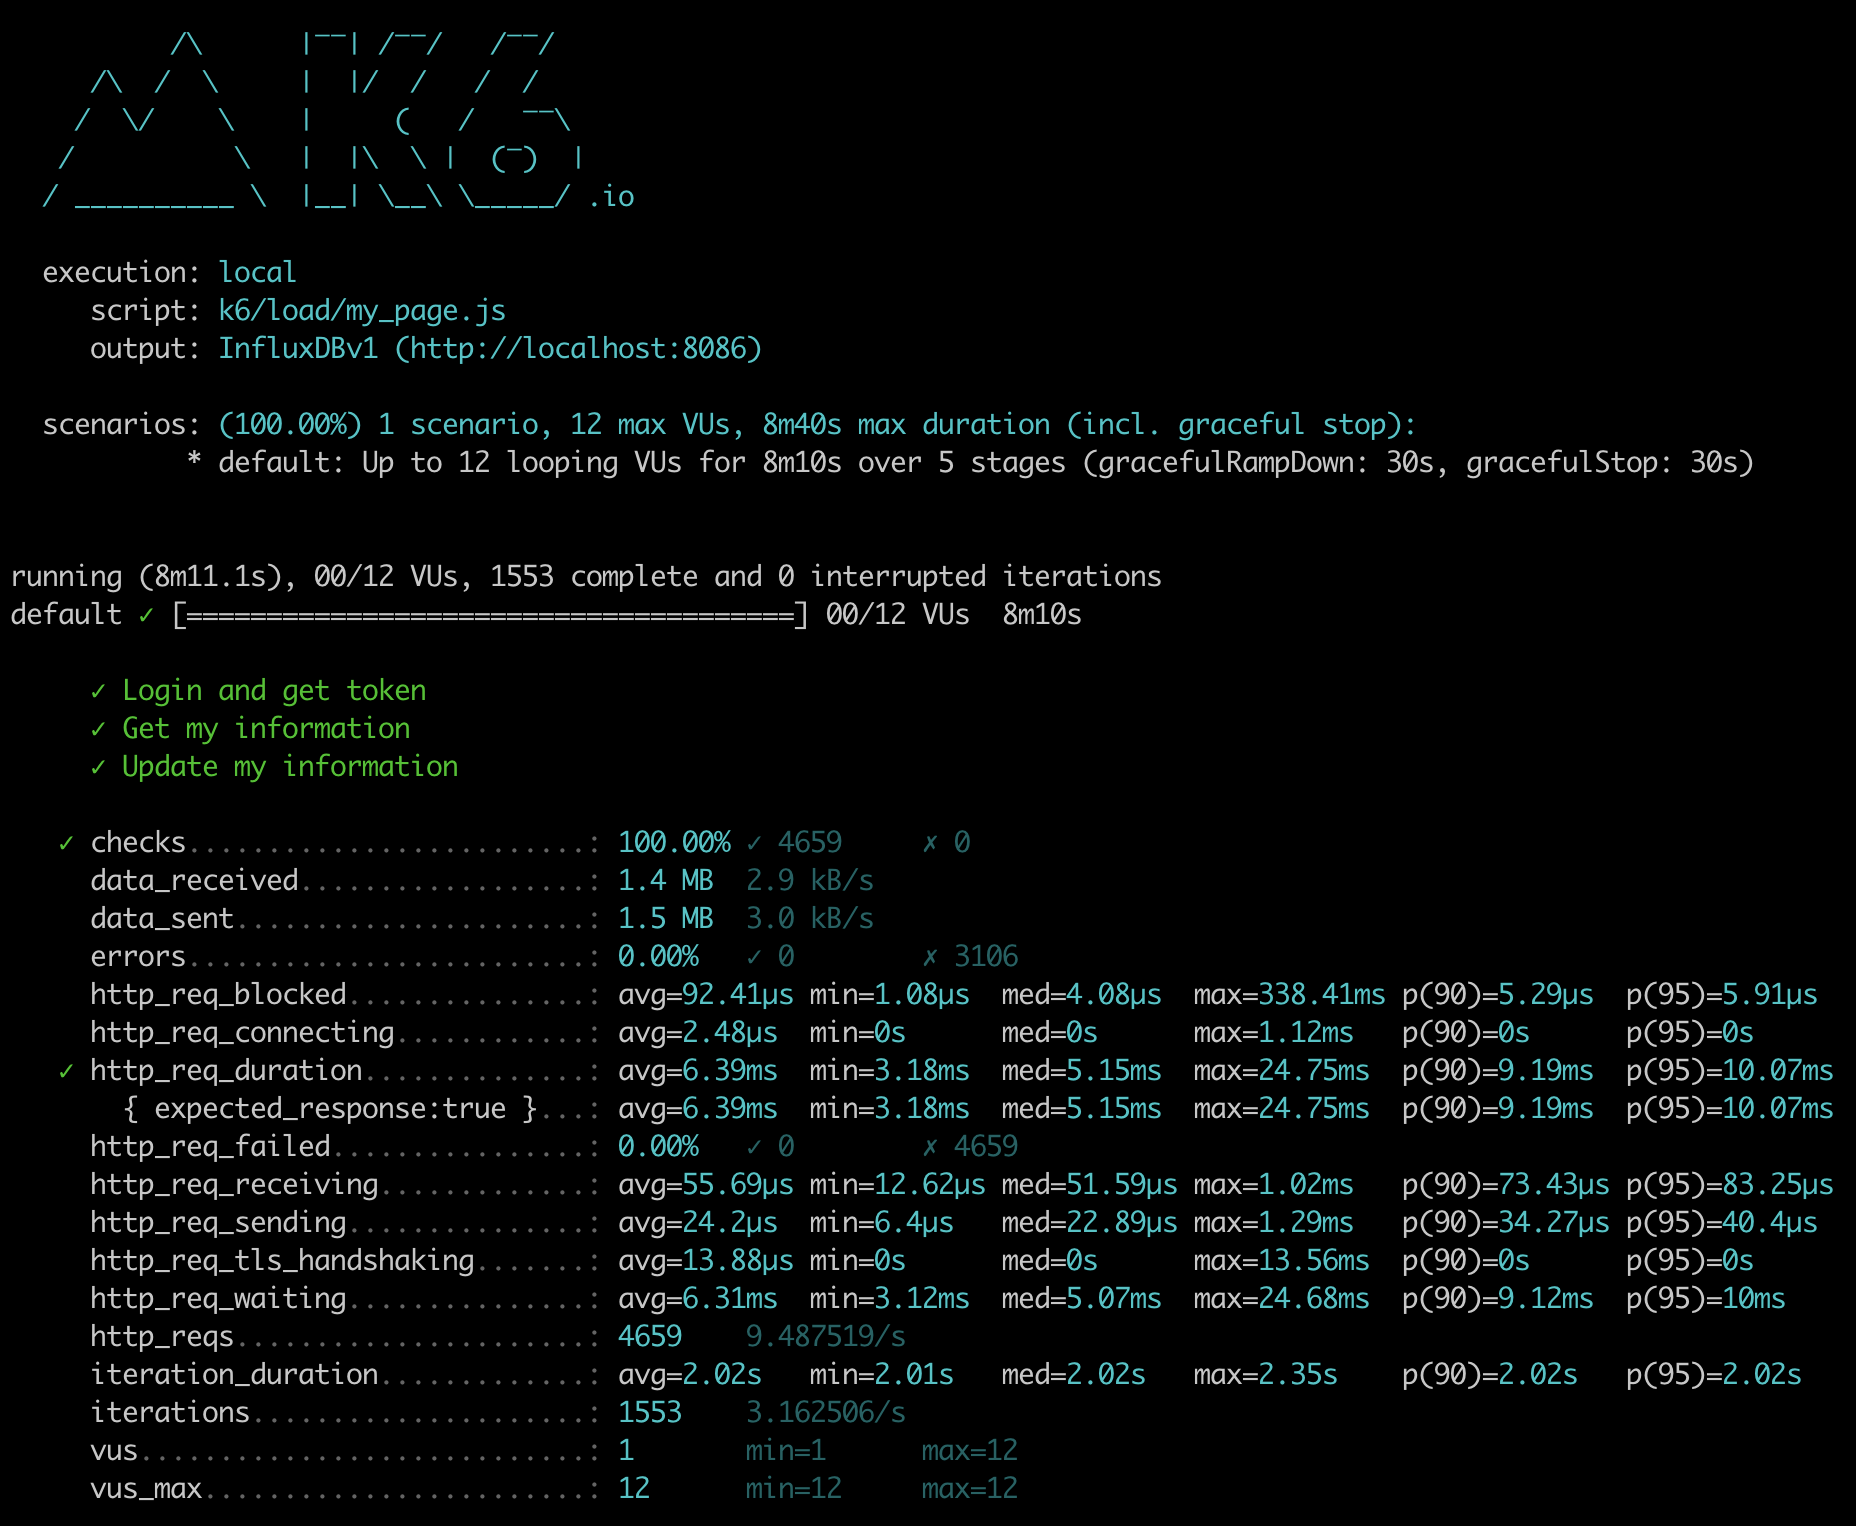 /\      |‾‾| /‾‾/   /‾‾/
     /\  /  \     |  |/  /   /  /
    /  \/    \    |     (   /   ‾‾\
   /          \   |  |\  \ |  (‾)  |
  / __________ \  |__| \__\ \_____/ .io
execution: local
script: k6/load/my_page.js
output: InfluxDBv1 (http://localhost:8086)
scenarios: (100.00%) 1 scenario, 12 max VUs, 8m40s max duration (incl. graceful stop):
* default: Up to 12 looping VUs for 8m10s over 5 stages (gracefulRampDown: 30s, gracefulStop: 30s)
running (8m11.1s), 00/12 VUs, 1553 complete and 0 interrupted iterations
default ✓ [======================================] 00/12 VUs  8m10s
✓ Login and get token
✓ Get my information
✓ Update my information
✓ checks.........................: 100.00% ✓ 4659     ✗ 0
data_received..................: 1.4 MB  2.9 kB/s
data_sent......................: 1.5 MB  3.0 kB/s
errors.........................: 0.00%   ✓ 0        ✗ 3106
http_req_blocked...............: avg=92.41µs min=1.08µs  med=4.08µs  max=338.41ms p(90)=5.29µs  p(95)=5.91µs
http_req_connecting............: avg=2.48µs  min=0s      med=0s      max=1.12ms   p(90)=0s      p(95)=0s
✓ http_req_duration..............: avg=6.39ms  min=3.18ms  med=5.15ms  max=24.75ms  p(90)=9.19ms  p(95)=10.07ms
{ expected_response:true }...: avg=6.39ms  min=3.18ms  med=5.15ms  max=24.75ms  p(90)=9.19ms  p(95)=10.07ms
http_req_failed................: 0.00%   ✓ 0        ✗ 4659
http_req_receiving.............: avg=55.69µs min=12.62µs med=51.59µs max=1.02ms   p(90)=73.43µs p(95)=83.25µs
http_req_sending...............: avg=24.2µs  min=6.4µs   med=22.89µs max=1.29ms   p(90)=34.27µs p(95)=40.4µs
http_req_tls_handshaking.......: avg=13.88µs min=0s      med=0s      max=13.56ms  p(90)=0s      p(95)=0s
http_req_waiting...............: avg=6.31ms  min=3.12ms  med=5.07ms  max=24.68ms  p(90)=9.12ms  p(95)=10ms
http_reqs......................: 4659    9.487519/s
iteration_duration.............: avg=2.02s   min=2.01s   med=2.02s   max=2.35s    p(90)=2.02s   p(95)=2.02s
iterations.....................: 1553    3.162506/s
vus............................: 1       min=1      max=12
vus_max........................: 12      min=12     max=12